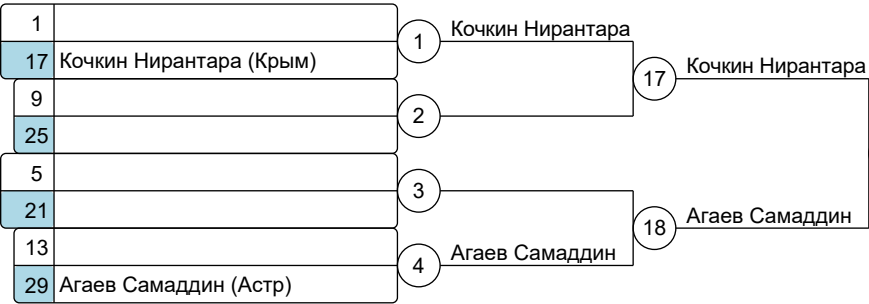 1
17 Кочкин Нирантара (Крым)
1 Кочкин Нирантара
9
25
2
17 Кочкин Нирантара
5
21
3
13
29 Агаев Самаддин (Астр)
4 Агаев Самаддин
18 Агаев Самаддин